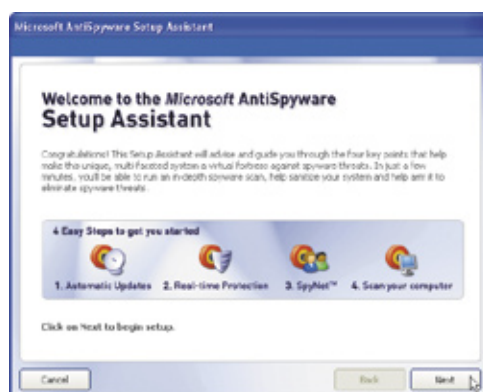 Microsoft AntiSpyware Setup Assistant
Welcome to the Microsoft AntiSpyware
Setup Assistant
Congratulations! This Setup Assistant will advise and guide you through the four key points that help
make the unique, multi faceted system a virtual fortress against spyware threats. In just a few
minutes, you'll be able to run an in-depth spyware scan, help sanitize your system and help arm it to
eliminate spyware threats.
4 Easy Steps to get you started
1. Automatic Updates 2. Real-time Protection 3. SpyNet™ 4. Scan your computer
Click on Next to begin setup.
Cancel Back Next